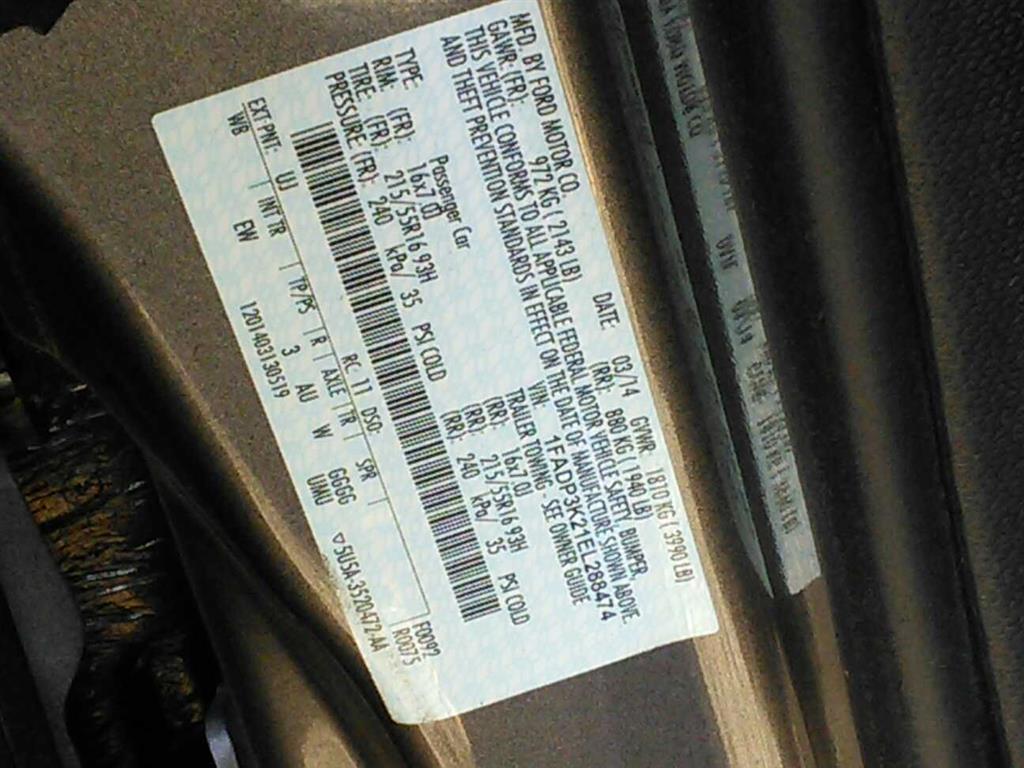 MFD. BY FORD MOTOR CO.
DATE: 03/14 GVWR: 1810 KG ( 3990 LB)
GAWR: (FR): 972 KG ( 2143 LB) (RR): 880 KG ( 1940 LB)
THIS VEHICLE CONFORMS TO ALL APPLICABLE FEDERAL MOTOR VEHICLE SAFETY, BUMPER,
AND THEFT PREVENTION STANDARDS IN EFFECT ON THE DATE OF MANUFACTURE SHOWN ABOVE.
VIN: 1FADP3K21EL288474
TYPE: Passenger Car TRAILER TOWING - SEE OWNER GUIDE
RIM: (FR): 16x7.0J (RR): 16x7.0J
TIRE: (FR): 215/55R16 93H (RR): 215/55R16 93H
PRESSURE (FR): 240 kPa/ 35 PSI COLD (RR): 240 kPa/ 35 PSI COLD
F0092
EXT PNT: UJ RC: 11 DSO: R0075
WB INT TR TP/PS R AXLE TR SPR
EW 3 AU W GGGG UMU
120140313051 9 ▽5U5A-3520472-AA